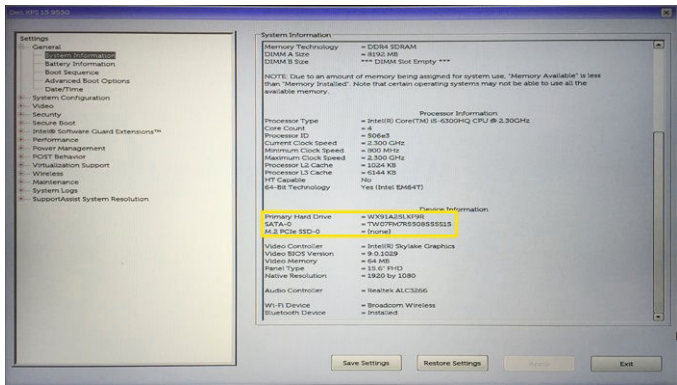 Dell XPS 15 9550
Settings
General
System Information
Battery Information
Boot Sequence
Advanced Boot Options
Date/Time
System Configuration
Video
Security
Secure Boot
Intel® Software Guard Extensions™
Performance
Power Management
POST Behavior
Virtualization Support
Wireless
Maintenance
System Logs
SupportAssist System Resolution
System Information
Memory Technology = DDR4 SDRAM
DIMM A Size = 8192 MB
DIMM B Size *** DIMM Slot Empty ***
NOTE: Due to an amount of memory being assigned for system use, "Memory Available" is less
than "Memory Installed". Note that certain operating systems may not be able to use all the
available memory.
Processor Information
Processor Type = Intel(R) Core(TM) i5-6300HQ CPU @ 2.30GHz
Core Count = 4
Processor ID = 506e3
Current Clock Speed = 2.300 GHz
Minimum Clock Speed = 800 MHz
Maximum Clock Speed = 2.300 GHz
Processor L2 Cache = 1024 KB
Processor L3 Cache = 6144 KB
HT Capable No
64-Bit Technology Yes (Intel EM64T)
Device Information
Primary Hard Drive =
SATA-0 =
M.2 PCIe SSD-0 = (none)
Video Controller = Intel(R) Skylake Graphics
Video BIOS Version = 9.0.1029
Video Memory = 64 MB
Panel Type = 15.6" FHD
Native Resolution = 1920 by 1080
Audio Controller = Realtek ALC3266
Wi-Fi Device = Broadcom Wireless
Bluetooth Device = Installed
Save Settings
Restore Settings
Apply
Exit